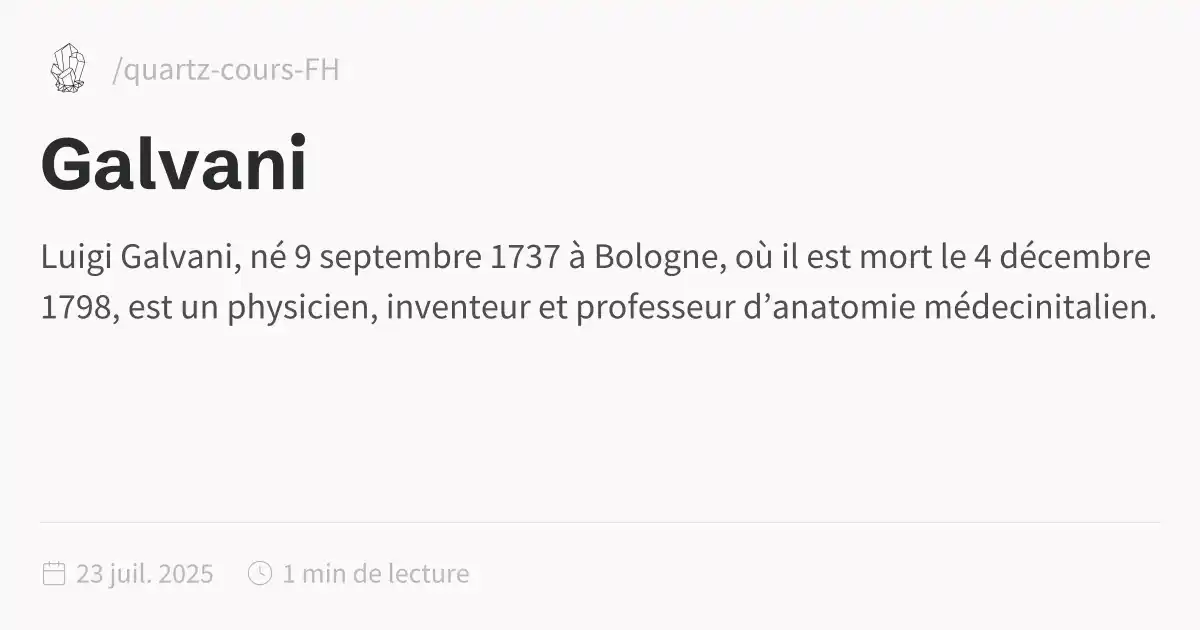 /quartz-cours-FH
Galvani
Luigi Galvani, né 9 septembre 1737 à Bologne, où il est mort le 4 décembre
1798, est un physicien, inventeur et professeur d’anatomie médecinitalien.
23 juil. 2025 1 min de lecture